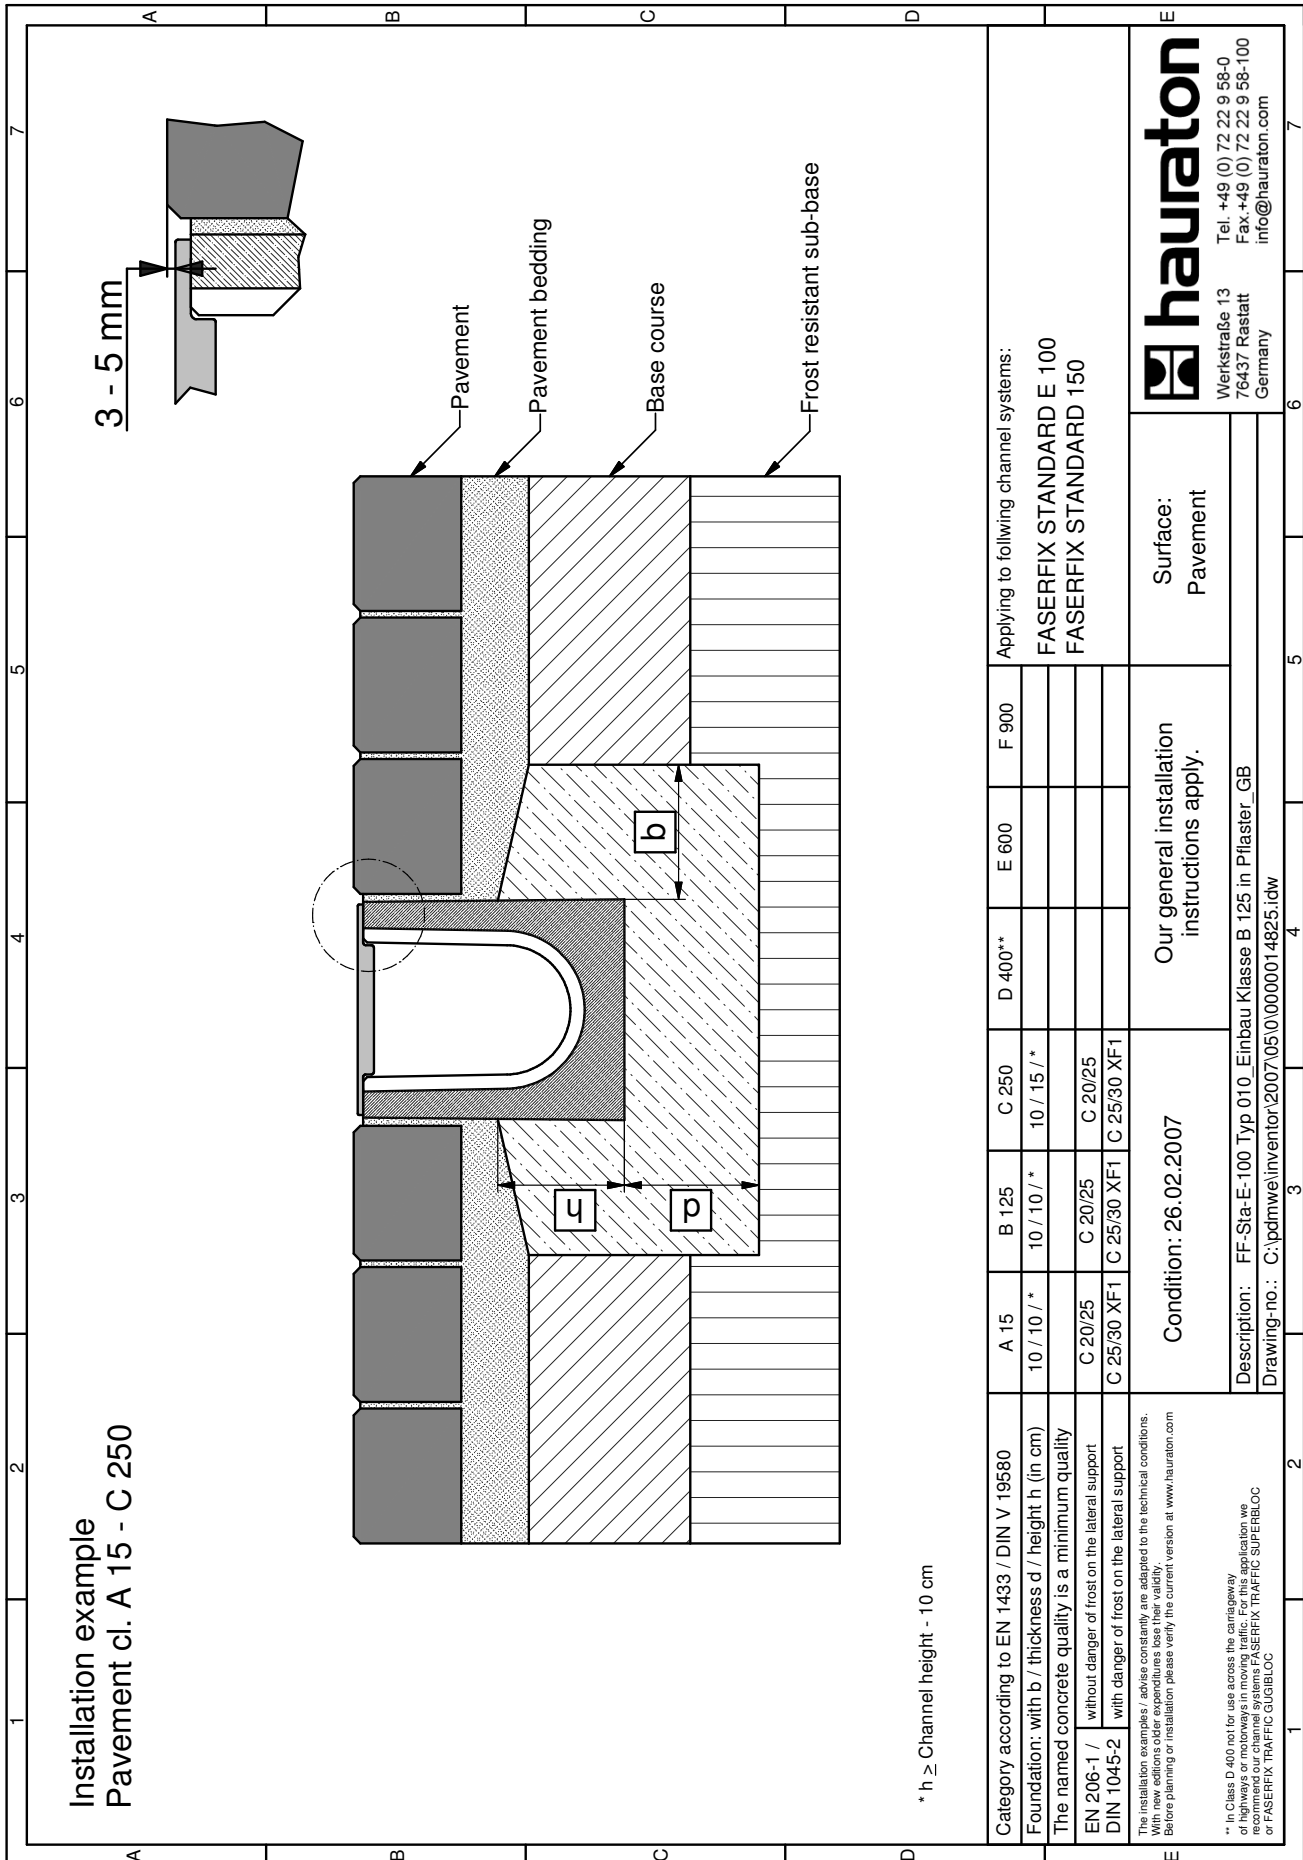 1 2 3 4 5 6 7
A B C D E
Installation example
Pavement cl. A 15 - C 250
3 - 5 mm
Pavement
Pavement bedding
Base course
Frost resistant sub-base
h
d
b
* h ≥ Channel height - 10 cm
Category according to EN 1433 / DIN V 19580 A 15 B 125 C 250 D 400** E 600 F 900
Foundation: with b / thickness d / height h (in cm) 10 / 10 / * 10 / 10 / * 10 / 15 / *
The named concrete quality is a minimum quality
EN 206-1 /
DIN 1045-2
without danger of frost on the lateral support C 20/25 C 20/25 C 20/25
with danger of frost on the lateral support C 25/30 XF1 C 25/30 XF1 C 25/30 XF1
Applying to follwing channel systems:
FASERFIX STANDARD E 100
FASERFIX STANDARD 150
The installation examples / advise constantly are adapted to the technical conditions.
With new editions older expenditures lose their validity.
Before planning or installation please verify the current version at www.hauraton.com
** In Class D 400 not for use across the carriageway
of highways or motorways in moving traffic. For this application we
recommend our channel systems FASERFIX TRAFFIC SUPERBLOC
or FASERFIX TRAFFIC GUGIBLOC
Condition: 26.02.2007
Our general installation
instructions apply.
Surface:
Pavement
hauraton
Werkstraße 13
76437 Rastatt
Germany
Tel. +49 (0) 72 22 9 58-0
Fax.+49 (0) 72 22 9 58-100
info@hauraton.com
Description: FF-Sta-E-100 Typ 010_Einbau Klasse B 125 in Pflaster_GB
Drawing-no.: C:\pdmwe\inventor\2007\05\0\0000014825.idw
1 2 3 4 5 6 7
A B C D E